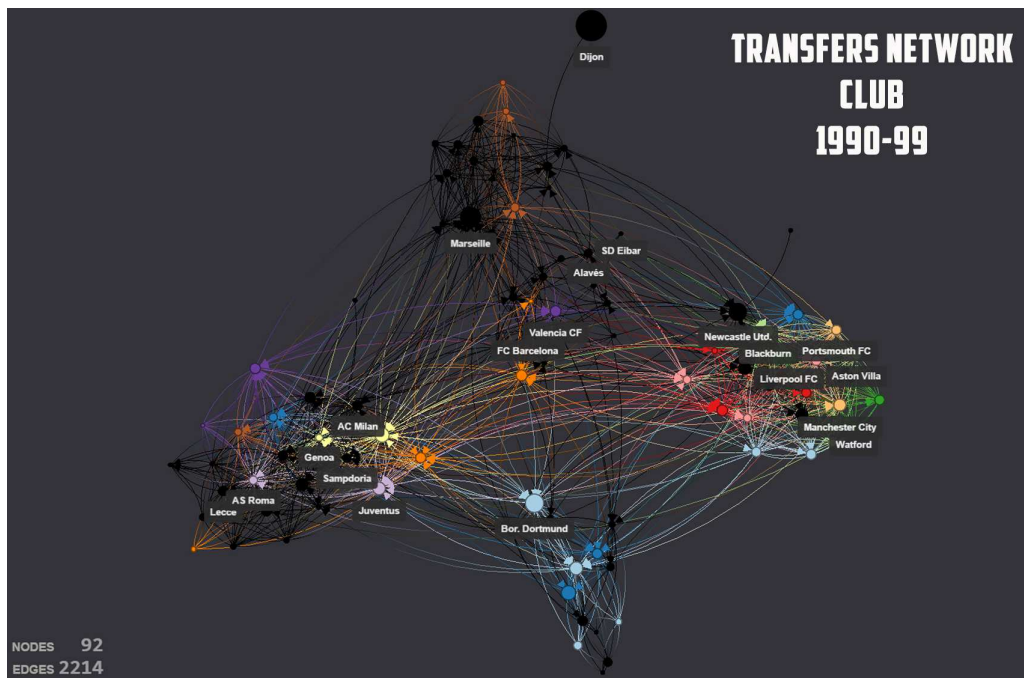 TRANSFERS NETWORK
CLUB
1990-99
Dijon
Marseille
SD Eibar
Alavés
Valencia CF
FC Barcelona
Newcastle Utd.
Blackburn
Portsmouth FC
Liverpool FC
Aston Villa
Manchester City
Watford
AC Milan
Genoa
Sampdoria
AS Roma
Lecce
Juventus
Bor. Dortmund
NODES 92
EDGES 2214